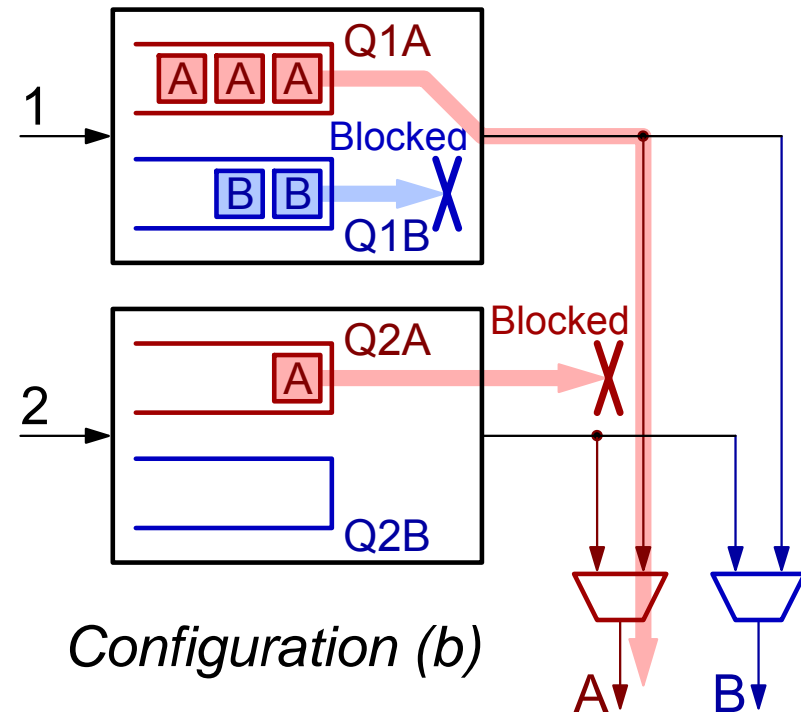 Q1A
A A A
1
Blocked
B B
Q1B
Blocked
Q2A
A
2
Q2B
Configuration (b)
A B